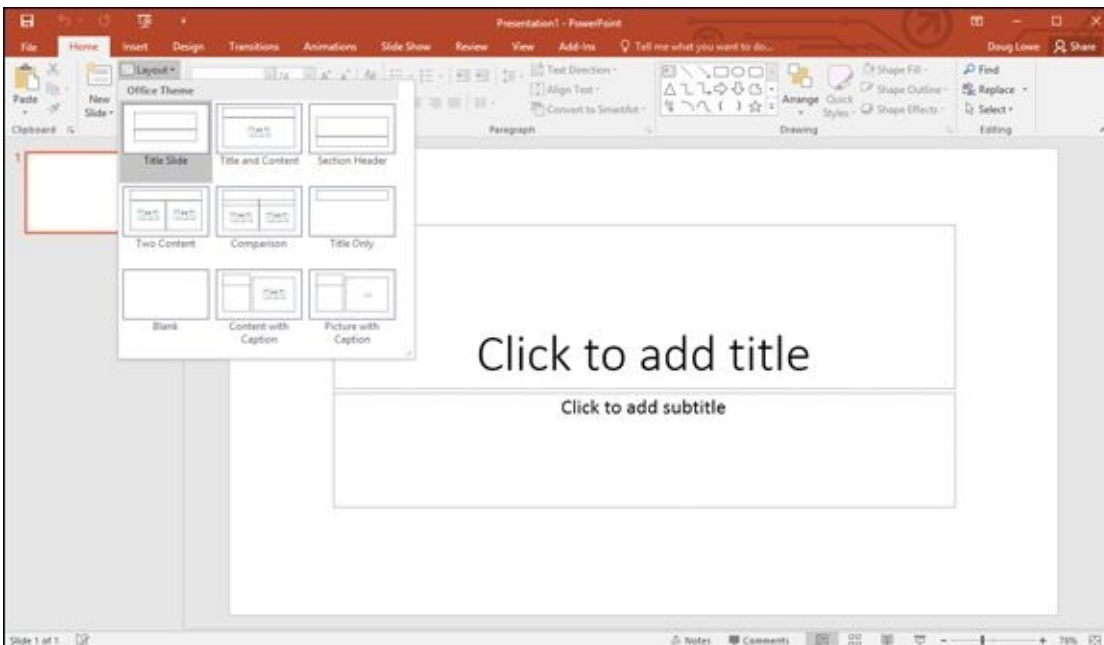 Presentation1 - PowerPoint
File Home Insert Design Transitions Animations Slide Show Review View Add-Ins Tell me what you want to do... Doug Lowe Share
Layout
Paste
New Slide
Clipboard
Text Direction
Align Text
Convert to SmartArt
Paragraph
Arrange
Quick Styles
Shape Fill
Shape Outline
Shape Effects
Drawing
Find
Replace
Select
Editing
Office Theme
Title Slide Title and Content Section Header
Two Content Comparison Title Only
Blank Content with Caption Picture with Caption
1
Click to add title
Click to add subtitle
Slide 1 of 1 Notes Comments 76%